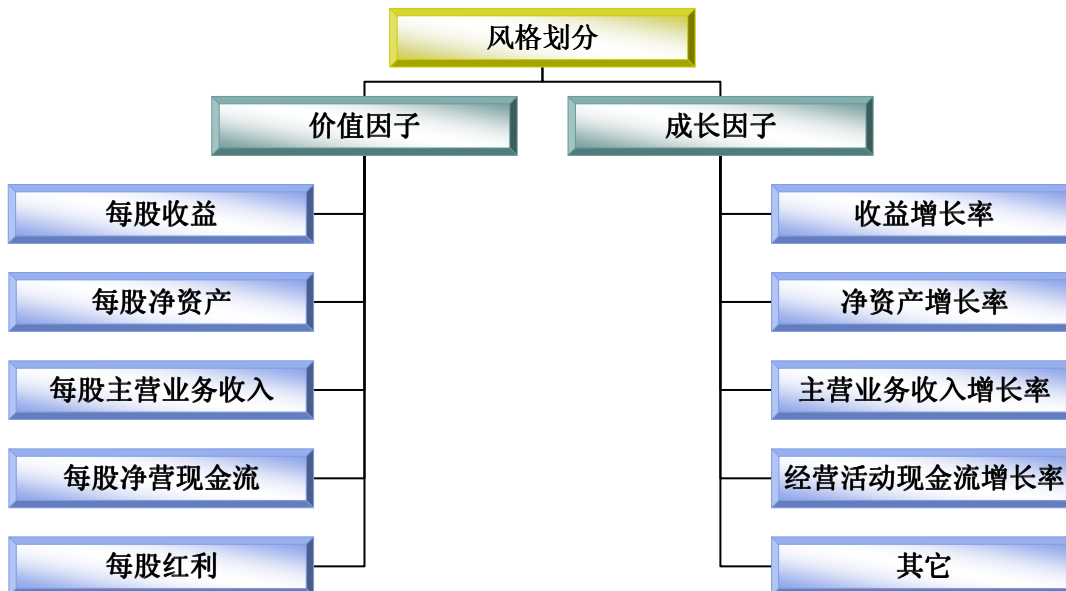 风格划分
价值因子
成长因子
每股收益
收益增长率
每股净资产
净资产增长率
每股主营业务收入
主营业务收入增长率
每股净营现金流
经营活动现金流增长率
每股红利
其它